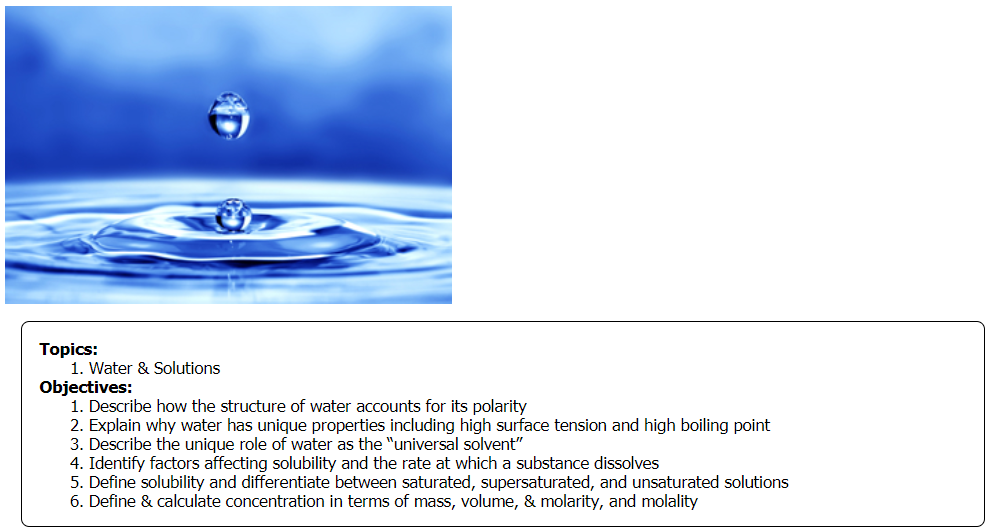 Topics:
1. Water & Solutions
Objectives:
1. Describe how the structure of water accounts for its polarity
2. Explain why water has unique properties including high surface tension and high boiling point
3. Describe the unique role of water as the “universal solvent”
4. Identify factors affecting solubility and the rate at which a substance dissolves
5. Define solubility and differentiate between saturated, supersaturated, and unsaturated solutions
6. Define & calculate concentration in terms of mass, volume, & molarity, and molality